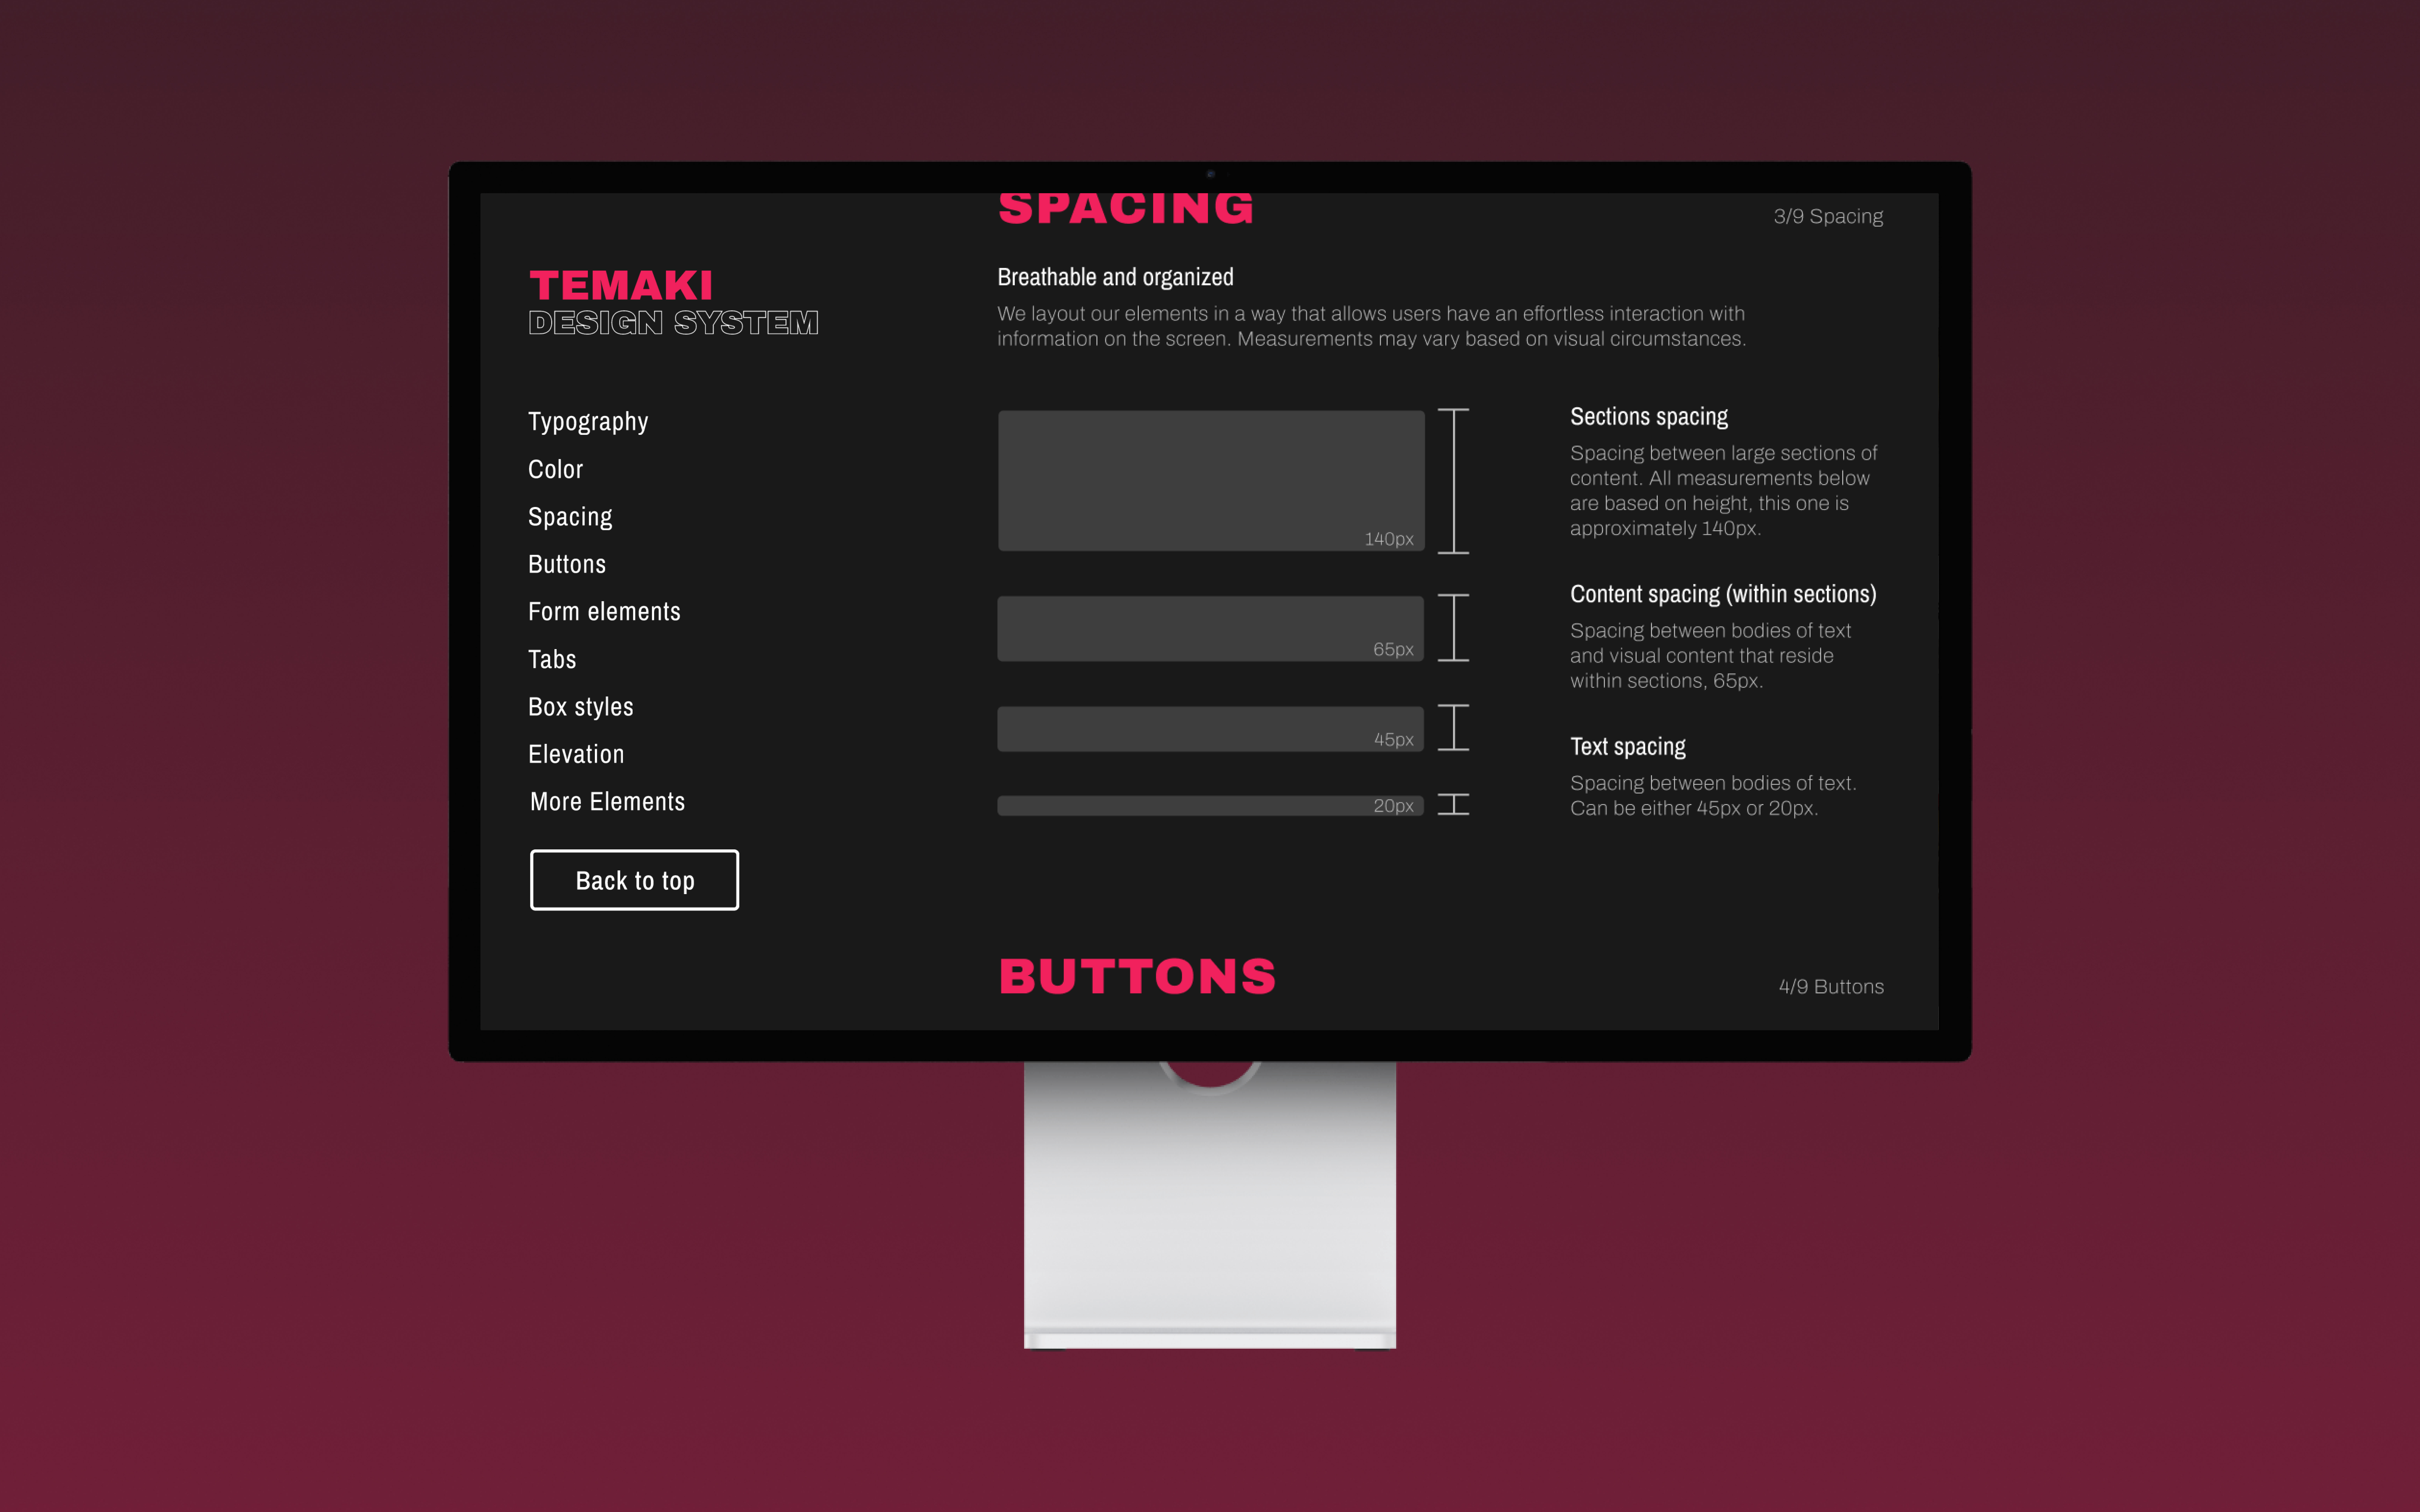 SPACING
3/9 Spacing
TEMAKI
DESIGN SYSTEM
Typography
Color
Spacing
Buttons
Form elements
Tabs
Box styles
Elevation
More Elements
Back to top
Breathable and organized
We layout our elements in a way that allows users have an effortless interaction with
information on the screen. Measurements may vary based on visual circumstances.
140px
65px
45px
20px
Sections spacing
Spacing between large sections of
content. All measurements below
are based on height, this one is
approximately 140px.
Content spacing (within sections)
Spacing between bodies of text
and visual content that reside
within sections, 65px.
Text spacing
Spacing between bodies of text.
Can be either 45px or 20px.
BUTTONS
4/9 Buttons